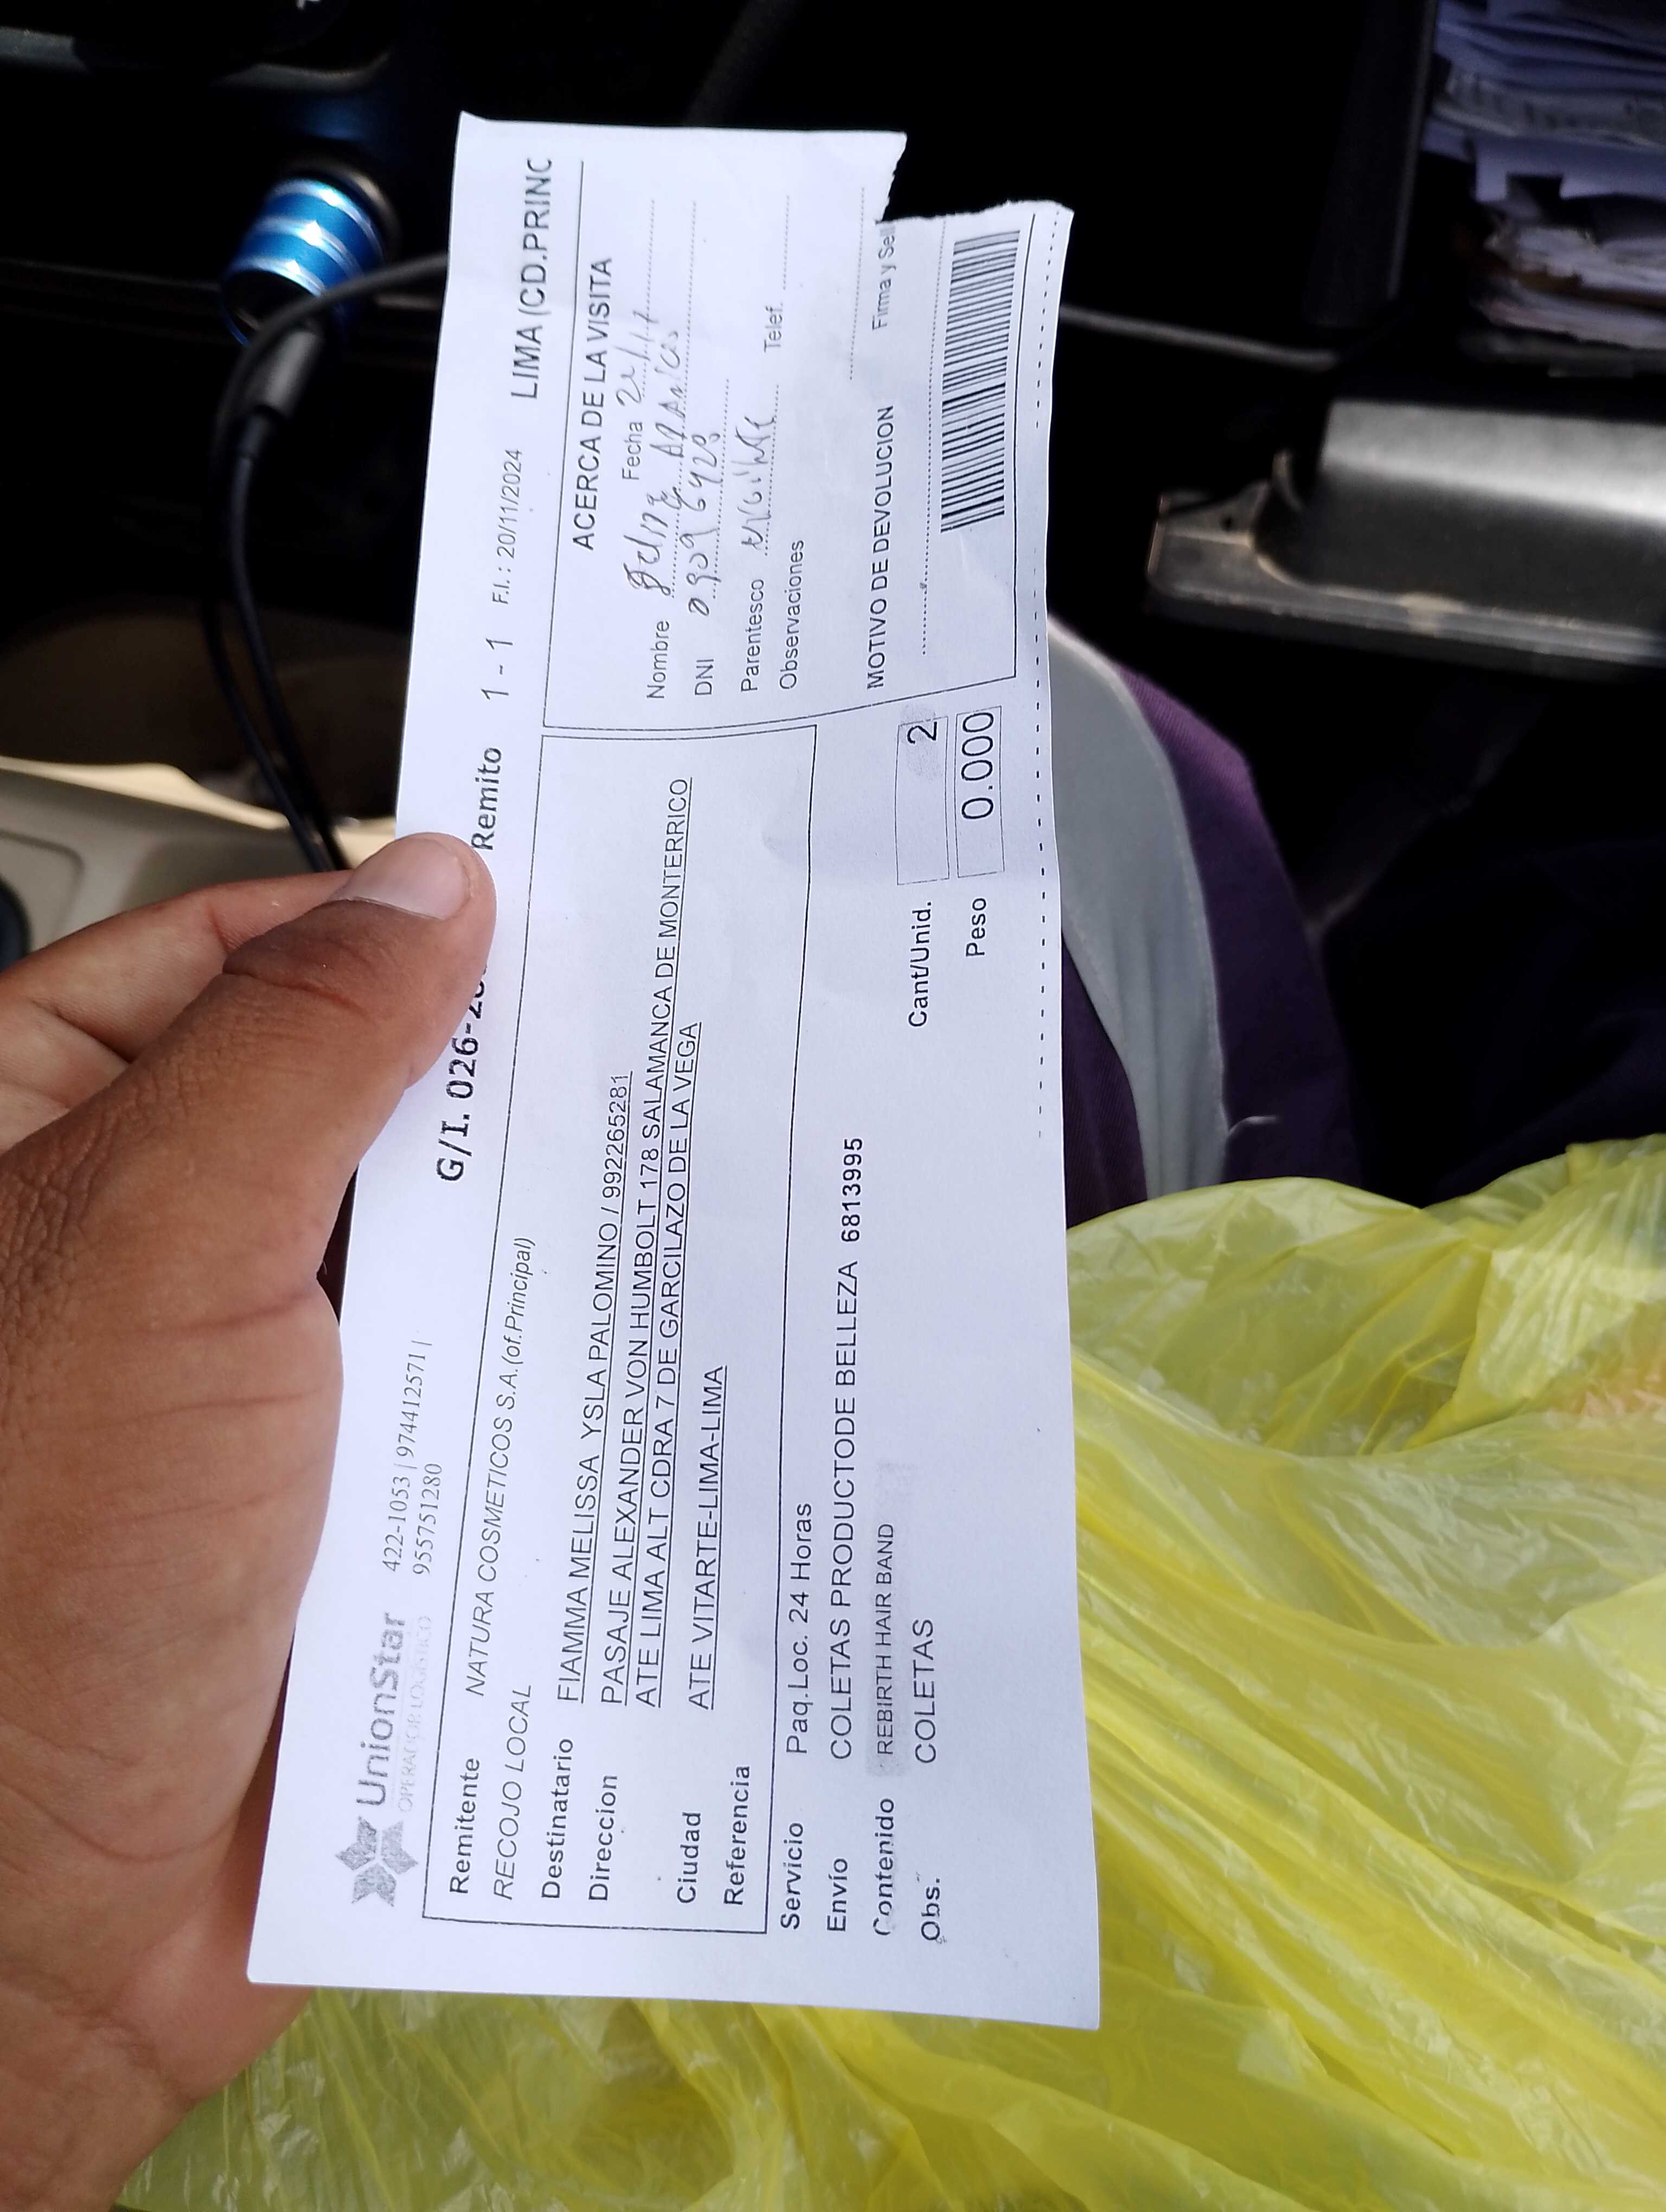 UnionStar
OPERADOR LOGISTICO
422-1053 | 974412571 |
955751280
G/I. 026-
Remito 1 - 1 F.I.: 20/11/2024 LIMA (CD.PRINC
Remitente NATURA COSMETICOS S.A.(of.Principal)
RECOJO LOCAL
Destinatario FIAMMA MELISSA YSLA PALOMINO / 992265281
Direccion PASAJE ALEXANDER VON HUMBOLT 178 SALAMANCA DE MONTERRICO
ATE LIMA ALT CDRA 7 DE GARCILAZO DE LA VEGA
Ciudad ATE VITARTE-LIMA-LIMA
Referencia
Servicio Paq.Loc. 24 Horas
Envío COLETAS PRODUCTODE BELLEZA 6813995
Contenido REBIRTH HAIR BAND
Obs. COLETAS
Cant/Unid. 2
Peso 0.000
ACERCA DE LA VISITA
Fecha
Nombre
DNI
Parentesco
Telef.
Observaciones
MOTIVO DE DEVOLUCION
Firma y Sel